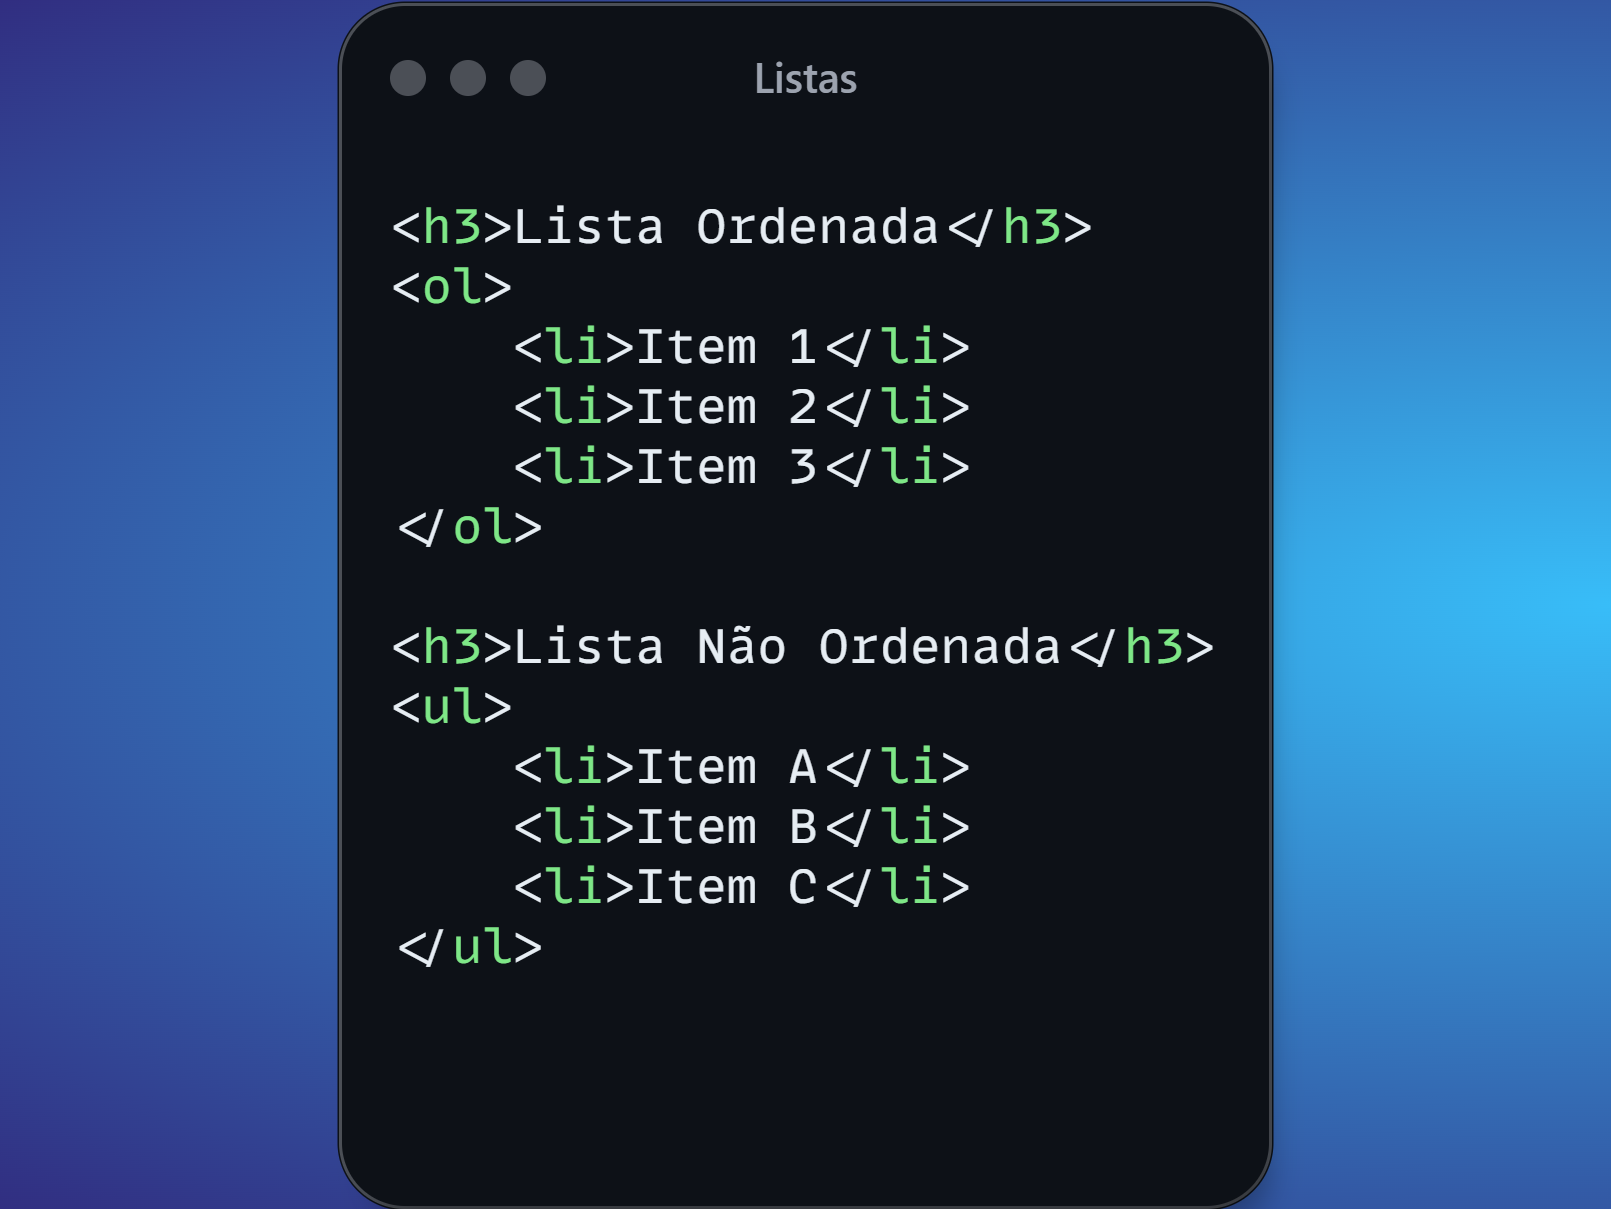 Listas
<h3>Lista Ordenada</h3>
<ol>
    <li>Item 1</li>
    <li>Item 2</li>
    <li>Item 3</li>
</ol>
<h3>Lista Não Ordenada</h3>
<ul>
    <li>Item A</li>
    <li>Item B</li>
    <li>Item C</li>
</ul>